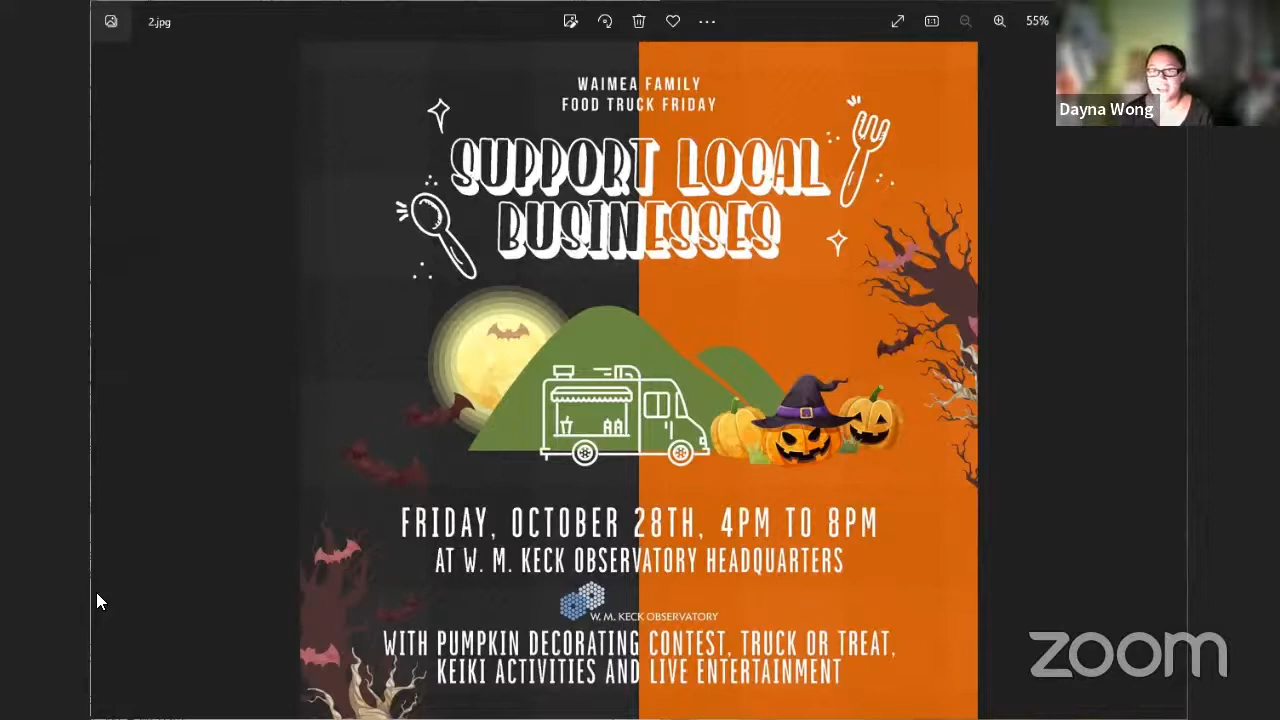 2.jpg
55%
Dayna Wong
WAIMEA FAMILY
FOOD TRUCK FRIDAY
SUPPORT LOCAL
BUSINESSES
FRIDAY, OCTOBER 28TH, 4PM TO 8PM
AT W. M. KECK OBSERVATORY HEADQUARTERS
W. M. KECK OBSERVATORY
WITH PUMPKIN DECORATING CONTEST, TRUCK OR TREAT,
KEIKI ACTIVITIES AND LIVE ENTERTAINMENT
zoom